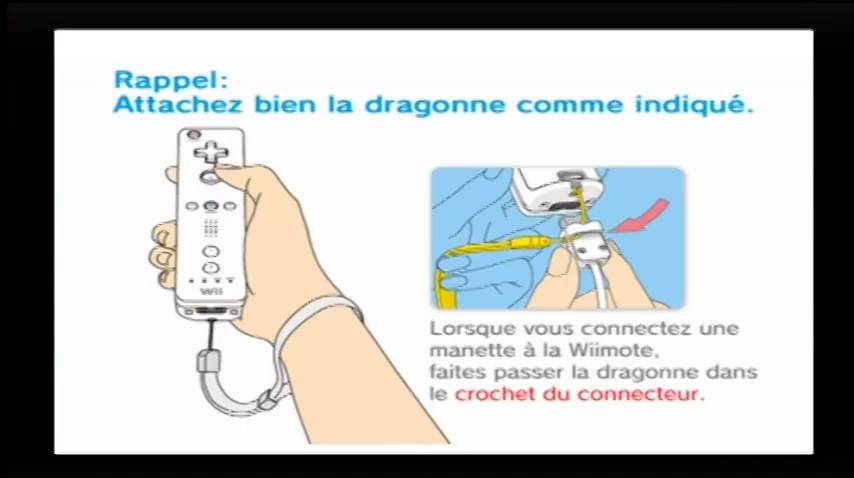 Rappel:
Attachez bien la dragonne comme indiqué.
Wii
Lorsque vous connectez une
manette à la Wiimote,
faites passer la dragonne dans
le crochet du connecteur.